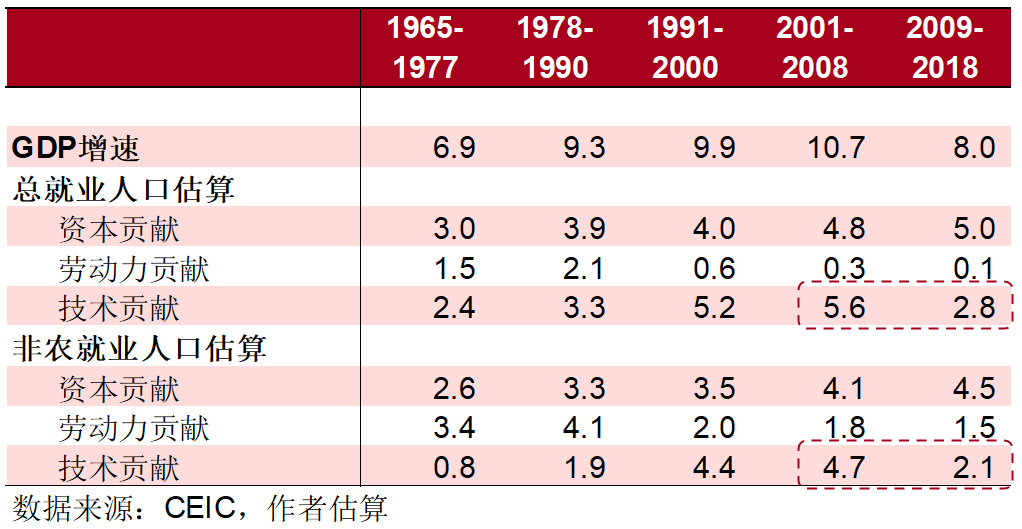 1965-1977 1978-1990 1991-2000 2001-2008 2009-2018
GDP增速 6.9 9.3 9.9 10.7 8.0
总就业人口估算
资本贡献 3.0 3.9 4.0 4.8 5.0
劳动力贡献 1.5 2.1 0.6 0.3 0.1
技术贡献 2.4 3.3 5.2 5.6 2.8
非农就业人口估算
资本贡献 2.6 3.3 3.5 4.1 4.5
劳动力贡献 3.4 4.1 2.0 1.8 1.5
技术贡献 0.8 1.9 4.4 4.7 2.1
数据来源：CEIC，作者估算